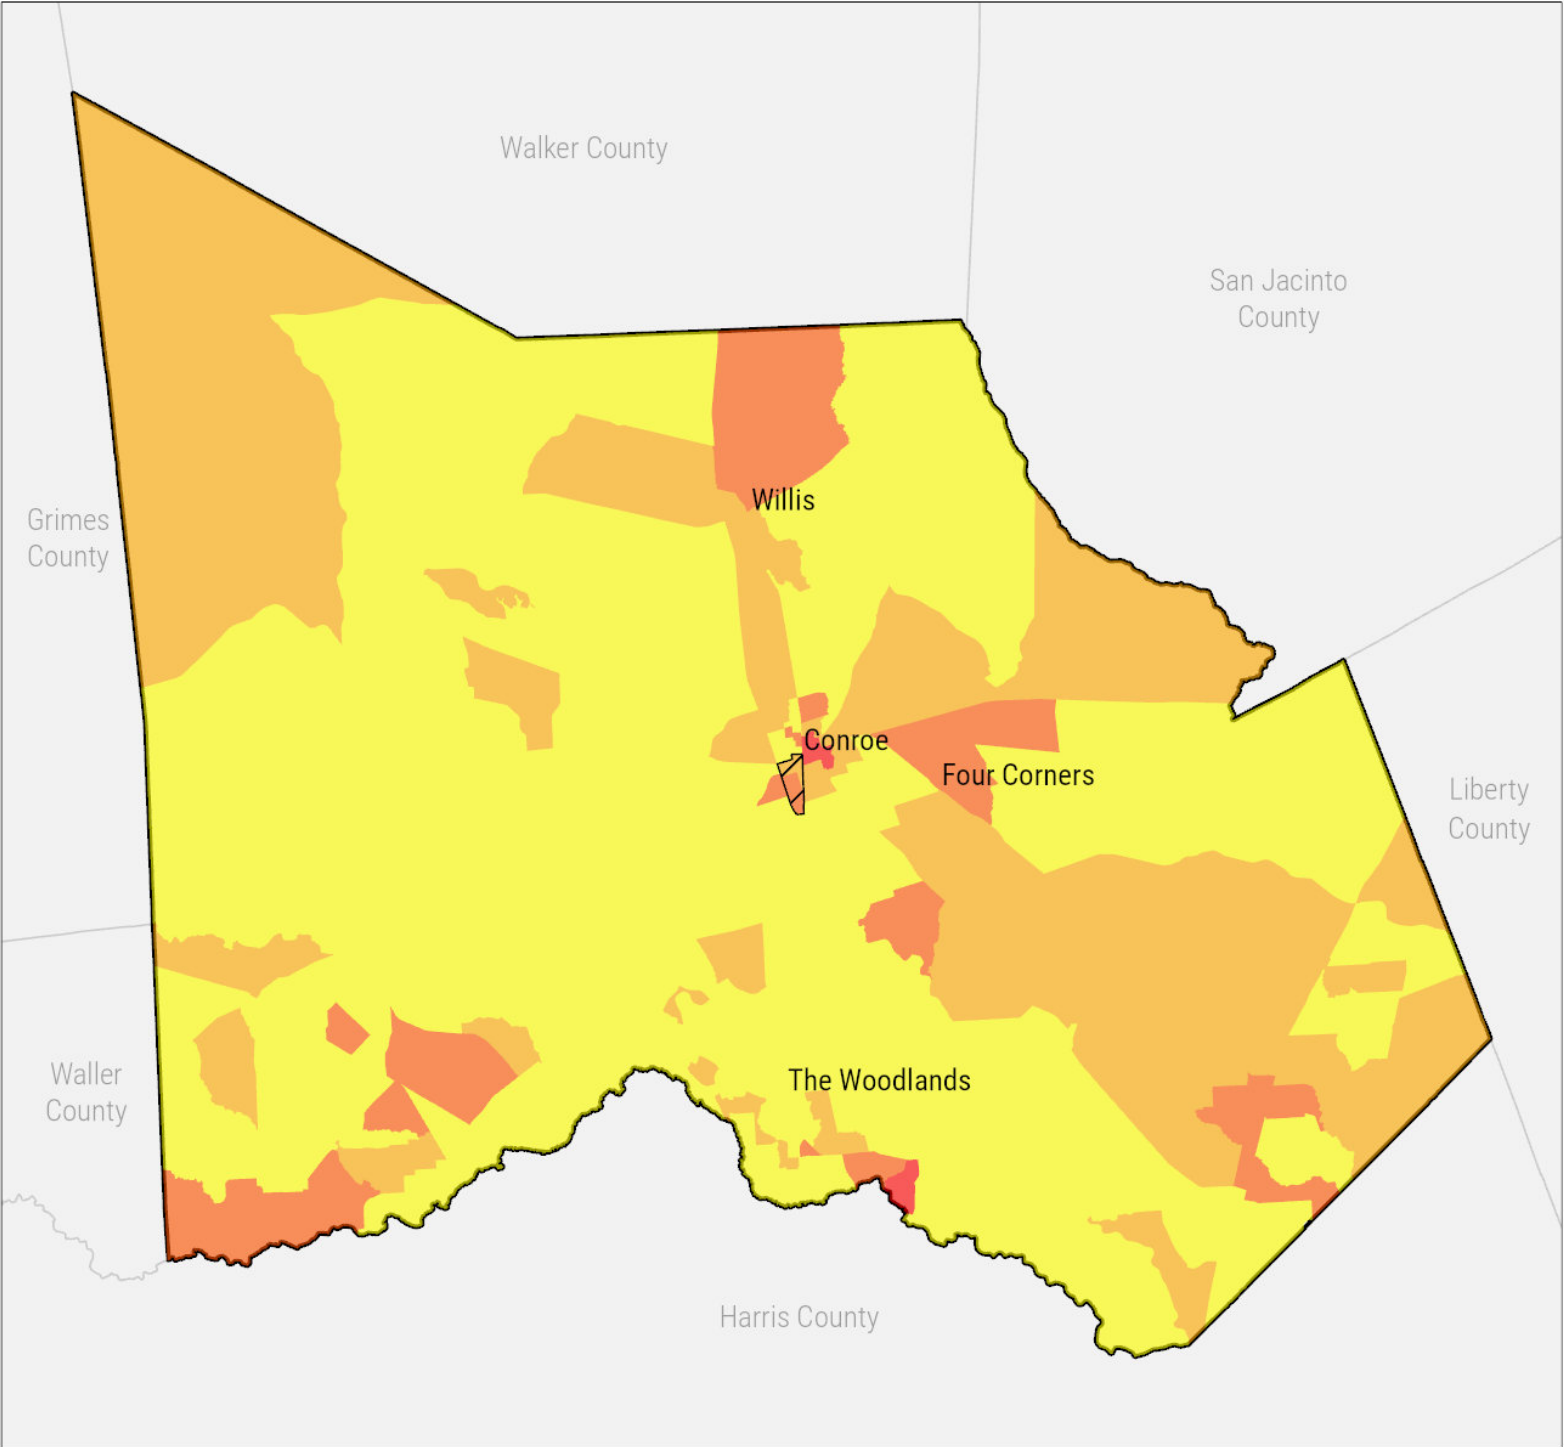 Walker County
San Jacinto
County
Willis
Grimes
County
Conroe
Four Corners
Liberty
County
Waller
County
The Woodlands
Harris County